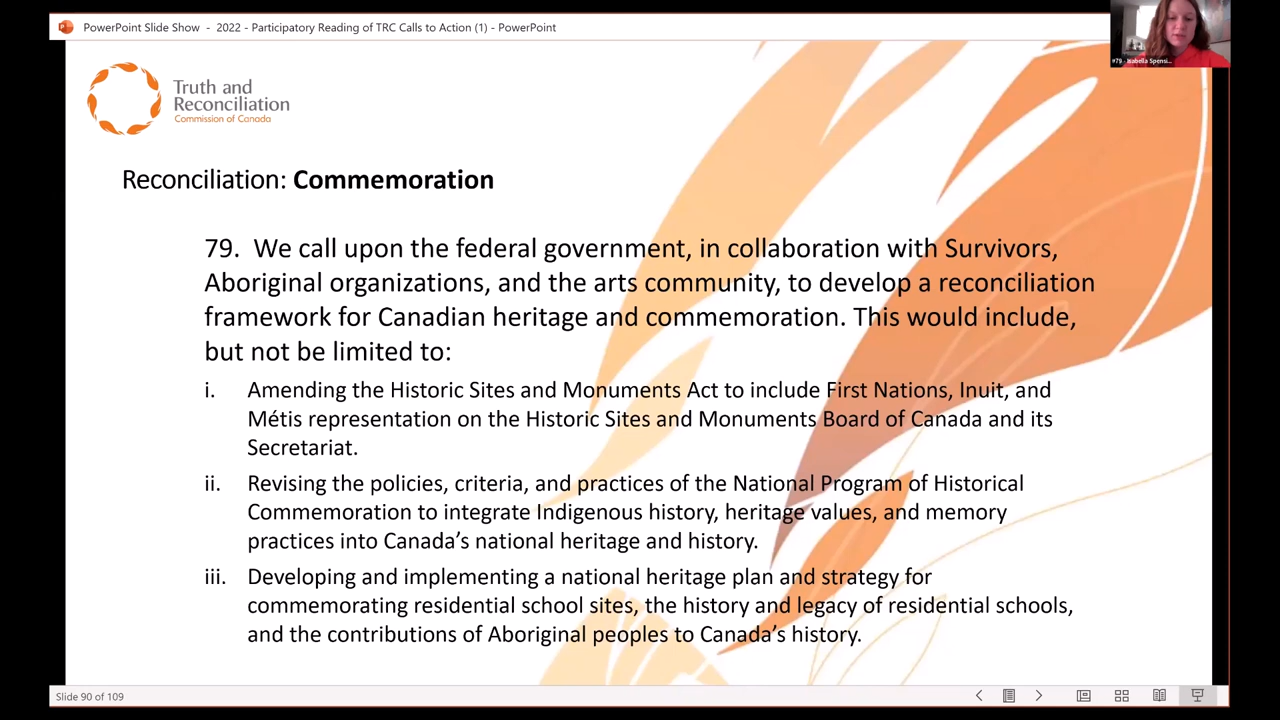 PowerPoint Slide Show - 2022 - Participatory Reading of TRC Calls to Action (1) - PowerPoint
Truth and
Reconciliation
Commission of Canada
Reconciliation: Commemoration
79. We call upon the federal government, in collaboration with Survivors,
Aboriginal organizations, and the arts community, to develop a reconciliation
framework for Canadian heritage and commemoration. This would include,
but not be limited to:
i. Amending the Historic Sites and Monuments Act to include First Nations, Inuit, and
Métis representation on the Historic Sites and Monuments Board of Canada and its
Secretariat.
ii. Revising the policies, criteria, and practices of the National Program of Historical
Commemoration to integrate Indigenous history, heritage values, and memory
practices into Canada’s national heritage and history.
iii. Developing and implementing a national heritage plan and strategy for
commemorating residential school sites, the history and legacy of residential schools,
and the contributions of Aboriginal peoples to Canada’s history.
#79 - Isabella Spensi...
Slide 90 of 109